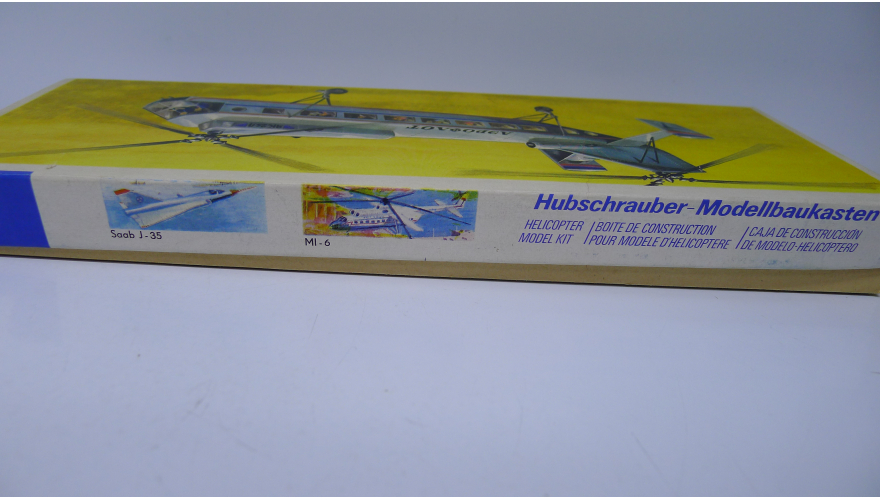 АЭРОФЛОТ
Saab J-35
MI-6
Hubschrauber-Modellbaukasten
HELICOPTER
MODEL KIT
BOITE DE CONSTRUCTION
POUR MODELE D'HELICOPTERE
CAJA DE CONSTRUCCION
DE MODELO-HELICOPTERO